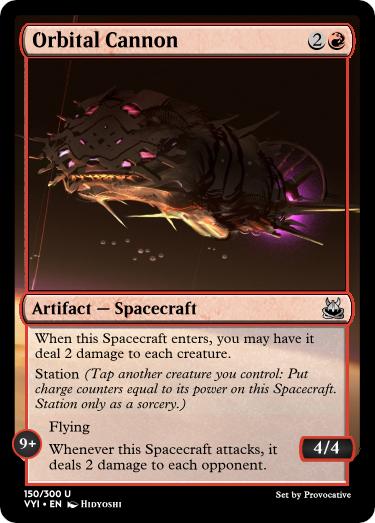 Orbital Cannon 2
Artifact — Spacecraft
When this Spacecraft enters, you may have it
deal 2 damage to each creature.
Station (Tap another creature you control: Put
charge counters equal to its power on this Spacecraft.
Station only as a sorcery.)
Flying
9+
Whenever this Spacecraft attacks, it
deals 2 damage to each opponent.
4/4
150/300 U
VYI • EN Hidyoshi
Set by Provocative